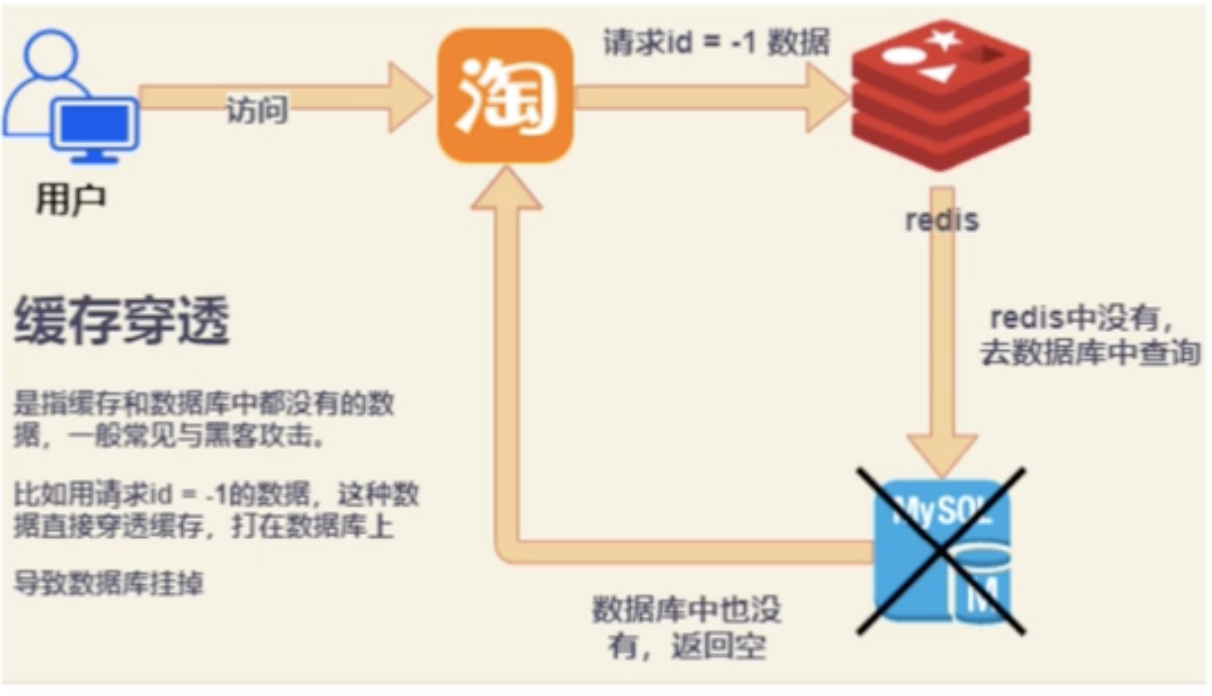 访问
淘
请求id = -1 数据
用户
redis
redis中没有，
去数据库中查询
缓存穿透
是指缓存和数据库中都没有的数
据，一般常见与黑客攻击。
比如用请求id = -1的数据，这种数
据直接穿透缓存，打在数据库上
导致数据库挂掉
MySQL
M
数据库中也没
有，返回空